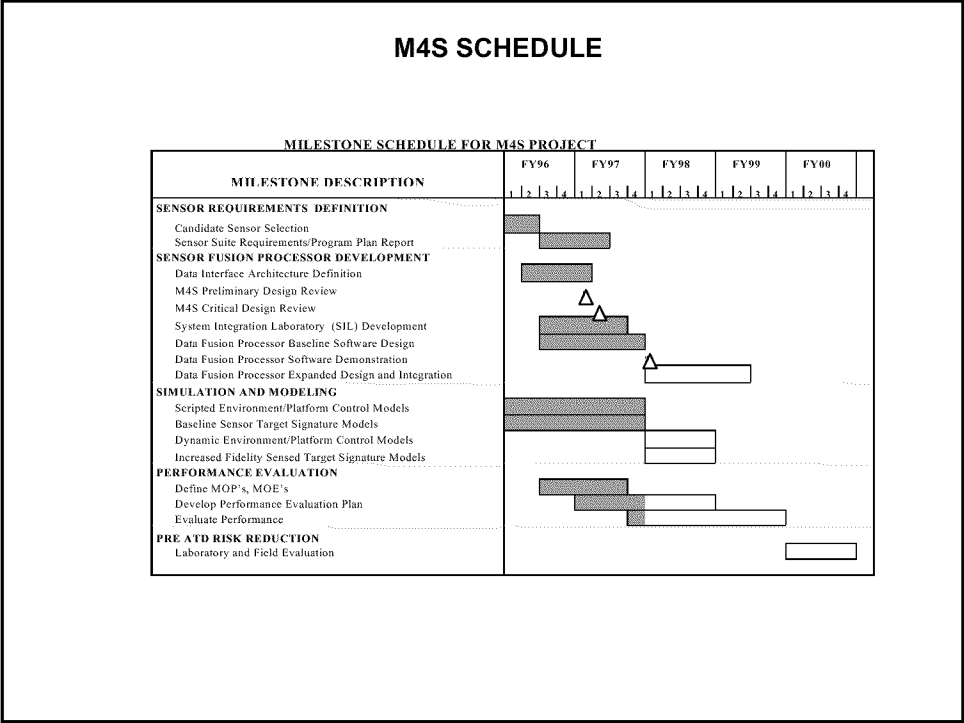 M4S SCHEDULE
MILESTONE SCHEDULE FOR M4S PROJECT
FY96 FY97 FY98 FY99 FY00
MILESTONE DESCRIPTION
1 2 3 4 1 2 3 4 1 2 3 4 1 2 3 4 1 2 3 4
SENSOR REQUIREMENTS DEFINITION
Candidate Sensor Selection
Sensor Suite Requirements/Program Plan Report
SENSOR FUSION PROCESSOR DEVELOPMENT
Data Interface Architecture Definition
M4S Preliminary Design Review
M4S Critical Design Review
System Integration Laboratory (SIL) Development
Data Fusion Processor Baseline Software Design
Data Fusion Processor Software Demonstration
Data Fusion Processor Expanded Design and Integration
SIMULATION AND MODELING
Scripted Environment/Platform Control Models
Baseline Sensor Target Signature Models
Dynamic Environment/Platform Control Models
Increased Fidelity Sensed Target Signature Models
PERFORMANCE EVALUATION
Define MOP's, MOE's
Develop Performance Evaluation Plan
Evaluate Performance
PRE ATD RISK REDUCTION
Laboratory and Field Evaluation